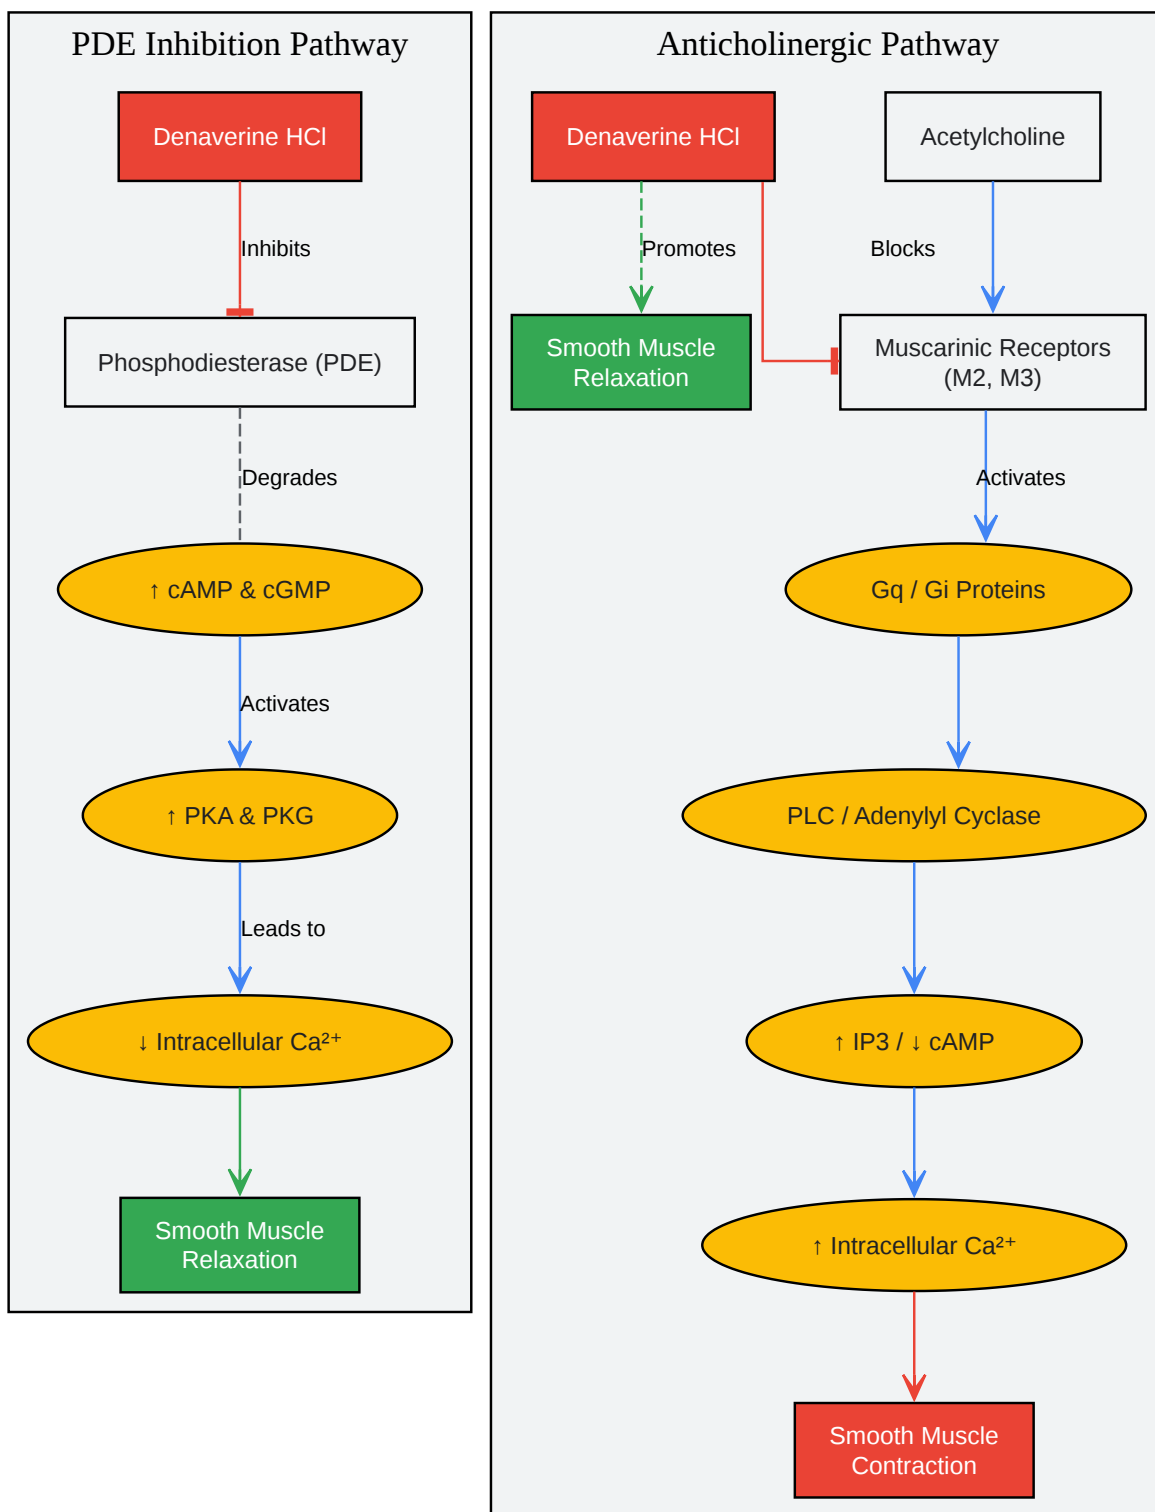 PDE Inhibition Pathway
Denaverine HCl
Inhibits
Phosphodiesterase (PDE)
Degrades
↑ cAMP & cGMP
Activates
↑ PKA & PKG
Leads to
↓ Intracellular Ca²⁺
Smooth Muscle
Relaxation
Anticholinergic Pathway
Denaverine HCl
Acetylcholine
Promotes
Blocks
Smooth Muscle
Relaxation
Muscarinic Receptors
(M2, M3)
Activates
Gq / Gi Proteins
PLC / Adenylyl Cyclase
↑ IP3 / ↓ cAMP
↑ Intracellular Ca²⁺
Smooth Muscle
Contraction